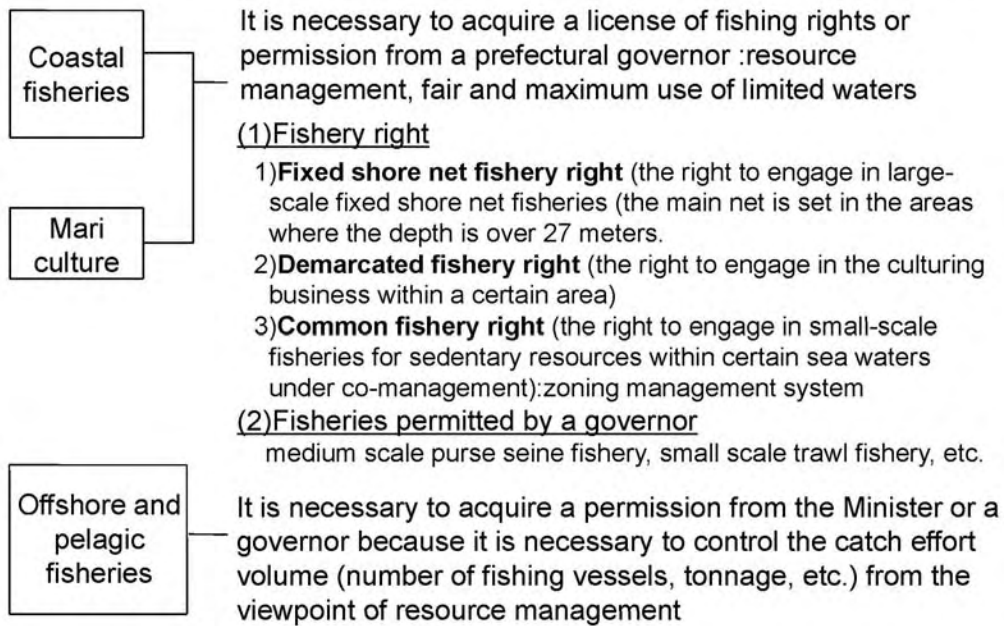 Coastal
fisheries
It is necessary to acquire a license of fishing rights or
permission from a prefectural governor :resource
management, fair and maximum use of limited waters
(1)Fishery right
1)Fixed shore net fishery right (the right to engage in large-
scale fixed shore net fisheries (the main net is set in the areas
where the depth is over 27 meters.
Mari
culture
2)Demarcated fishery right (the right to engage in the culturing
business within a certain area)
3)Common fishery right (the right to engage in small-scale
fisheries for sedentary resources within certain sea waters
under co-management):zoning management system
(2)Fisheries permitted by a governor
medium scale purse seine fishery, small scale trawl fishery, etc.
Offshore and
pelagic
fisheries
It is necessary to acquire a permission from the Minister or a
governor because it is necessary to control the catch effort
volume (number of fishing vessels, tonnage, etc.) from the
viewpoint of resource management